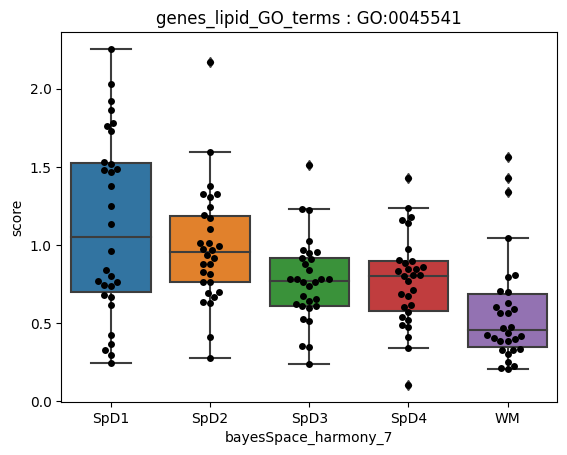 genes_lipid_GO_terms : GO:0045541
score
2.0
1.5
1.0
0.5
0.0
SpD1 SpD2 SpD3 SpD4 WM
bayesSpace_harmony_7